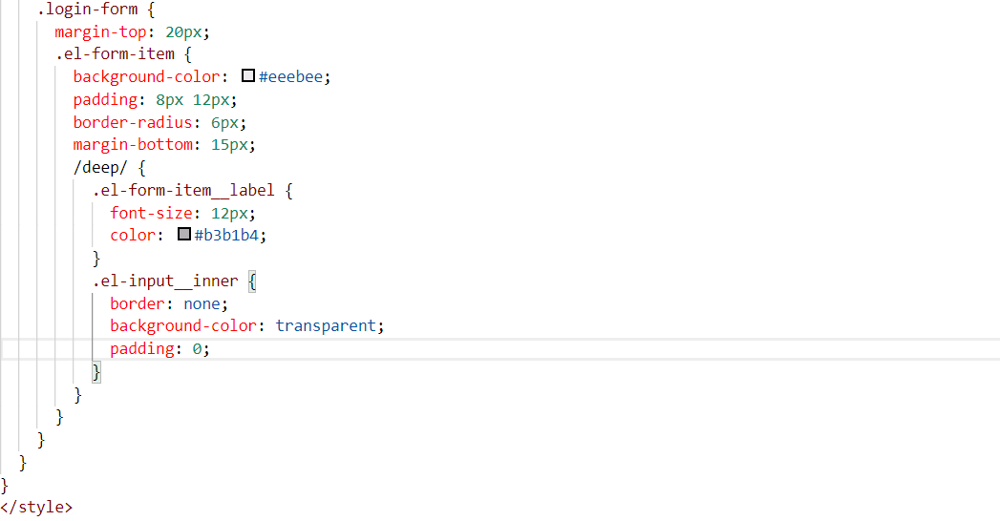 .login-form {
margin-top: 20px;
.el-form-item {
background-color: #eeebee;
padding: 8px 12px;
border-radius: 6px;
margin-bottom: 15px;
/deep/ {
.el-form-item__label {
font-size: 12px;
color: #b3b1b4;
}
.el-input__inner {
border: none;
background-color: transparent;
padding: 0;
}
}
}
}
}
}
</style>